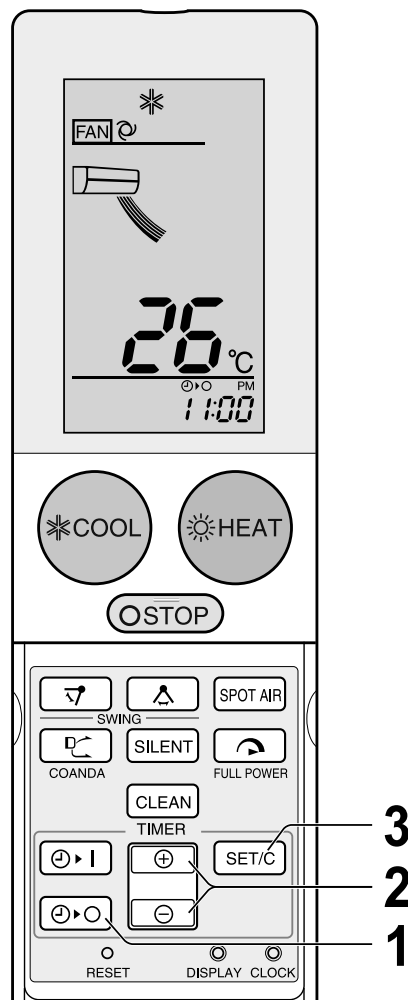 FAN
26 °C
PM
11:00
COOL HEAT
STOP
SPOT AIR
SWING
SILENT
COANDA FULL POWER
CLEAN
TIMER
SET/C 3
2
1
RESET DISPLAY CLOCK